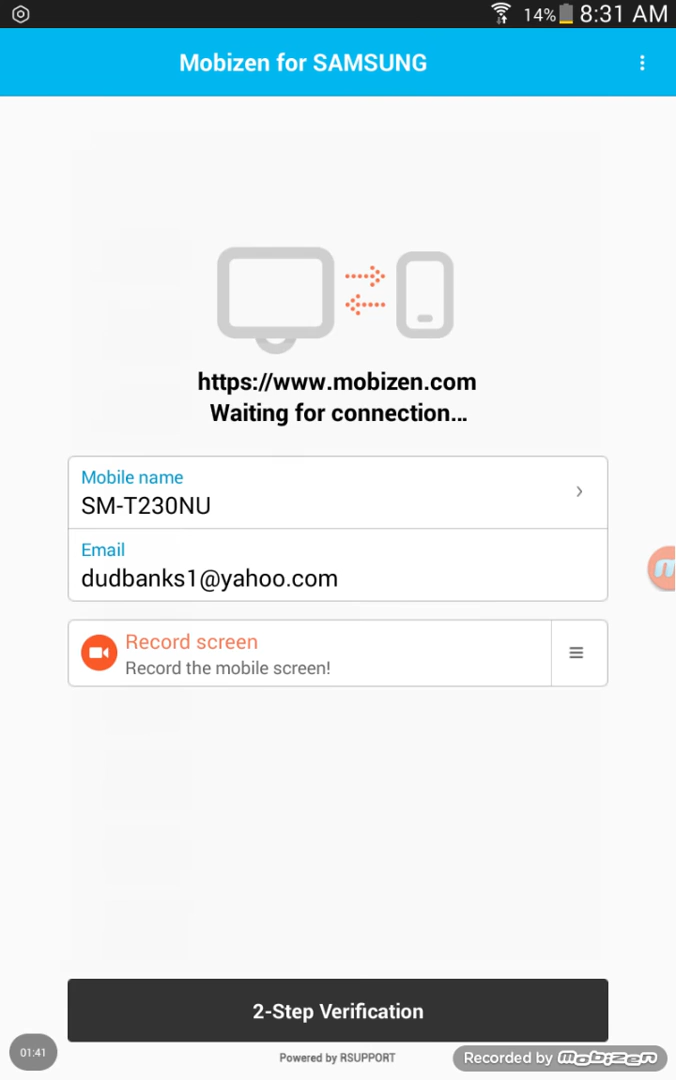 14% 8:31 AM
Mobizen for SAMSUNG
https://www.mobizen.com
Waiting for connection...
Mobile name
SM-T230NU
Email
dudbanks1@yahoo.com
Record screen
Record the mobile screen!
2-Step Verification
01:41
Powered by RSUPPORT
Recorded by mobizen